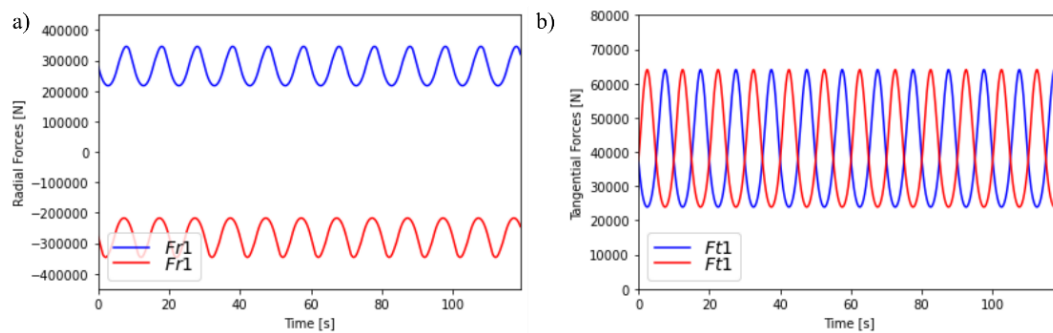 a)
400000
300000
200000
100000
0
−100000
−200000
−300000
−400000
Radial Forces [N]
Fr1
Fr1
0 20 40 60 80 100
Time [s]
b)
80000
70000
60000
50000
40000
30000
20000
10000
0
Tangential Forces [N]
Ft1
Ft1
0 20 40 60 80 100
Time [s]